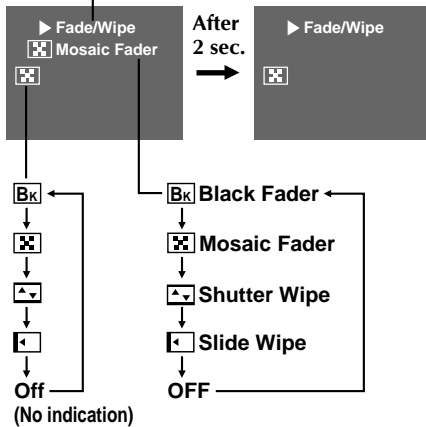 ▶ Fade/Wipe
Mosaic Fader
After
2 sec.
▶ Fade/Wipe
BK
Off
(No indication)
BK Black Fader
Mosaic Fader
Shutter Wipe
Slide Wipe
OFF